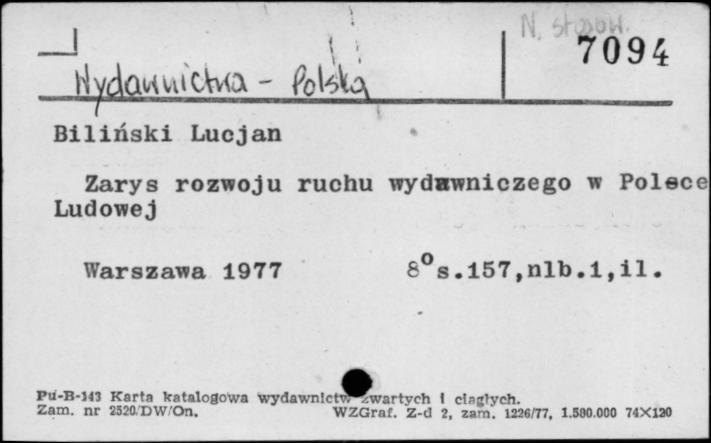 N. stosow.
7094
Wydawnictwa - Polska
Biliński Lucjan
Zarys rozwoju ruchu wydawniczego w Polsce
Ludowej
Warszawa 1977 8° s.157,nlb.1,il.
Pu-B-143 Karta katalogowa wydawnictw zwartych i ciągłych.
Zam. nr 2520/DW/On. WZGraf. Z-d 2, zam. 1226/77, 1.580.000 74X120